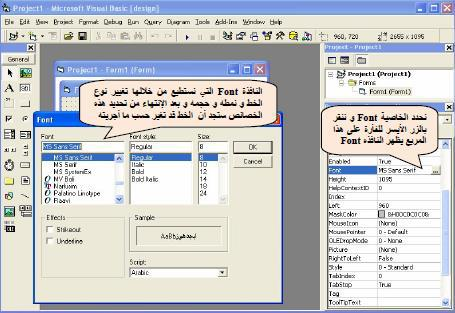 Project1 - Microsoft Visual Basic [design]
File Edit View Project Format Debug Run Query Diagram Tools Add-Ins Window Help
960, 720
2655 x 1095
General
Project1 - Form1 (Form)
Project1 - Project1
Project1 (Project1)
Forms
Form1 (Form1)
النافذة Font التي نستطيع من خلالها تغيير نوع
الخط و نمطه و حجمه و بعد الإنتهاء من تحديد هذه
الخصائص ستجد أن الخط قد تغير حسب ما أجريته
نحدد الخاصية Font و ننقر
بالزر الأيسر للفأرة على هذا
المربع يظهر النافذة Font
Font
Font: Font style: Size:
MS Sans Serif Regular 8
MS Sans Serif Regular 8
MS Serif Italic 10
MS SystemEx Bold 12
MV Boli Bold Italic 14
Narkisim 18
Palatino Linotype 24
Raavi
OK
Cancel
Effects
Strikeout
Underline
Sample
AaBbأبجدهوز
Script:
Arabic
Enabled True
Font MS Sans Serif ...
Height 1095
HelpContextID 0
Index
Left 960
MaskColor &H00C0C0C0&
MouseIcon (None)
MousePointer 0 - Default
OLEDropMode 0 - None
Picture (None)
RightToLeft False
Style 0 - Standard
TabIndex 0
TabStop True
Tag
ToolTipText